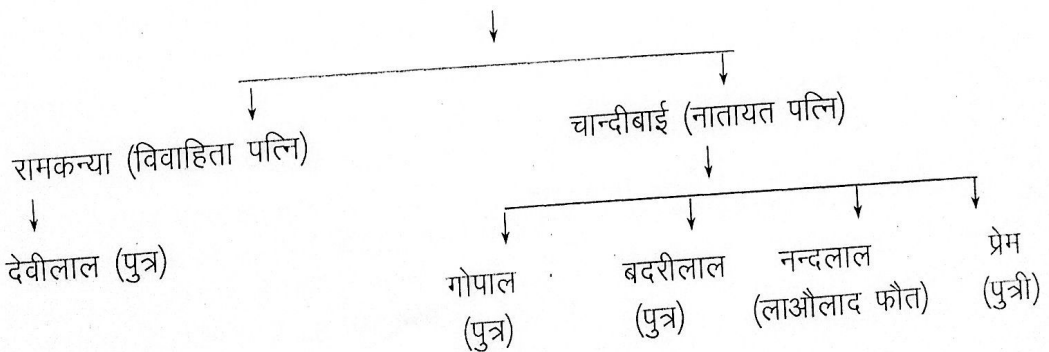 रामकन्या (विवाहिता पत्नि)
चान्दीबाई (नातायत पत्नि)
देवीलाल (पुत्र)
गोपाल
(पुत्र)
बदरीलाल
(पुत्र)
नन्दलाल
(लाऔलाद फौत)
प्रेम
(पुत्री)